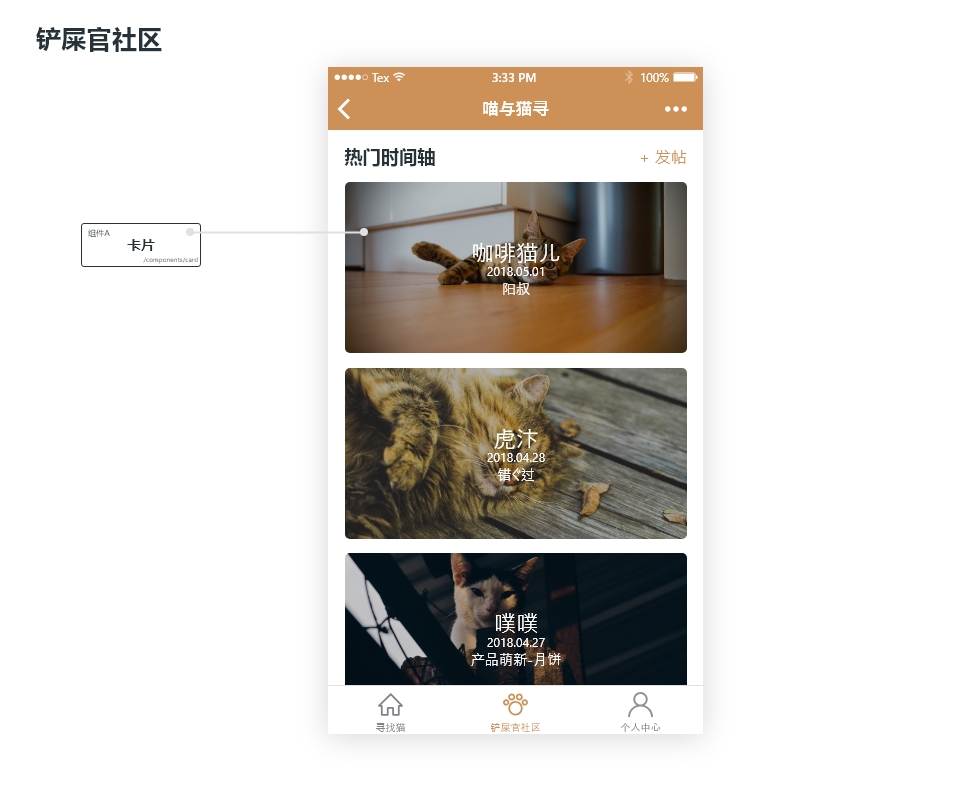 铲屎官社区
Tex
3:33 PM
100%
喵与猫寻
热门时间轴
+ 发帖
组件A
卡片
/components/card
咖啡猫儿
2018.05.01
阳叔
虎汴
2018.04.28
错ぐ过
噗噗
2018.04.27
产品萌新-月饼
寻找猫
铲屎官社区
个人中心